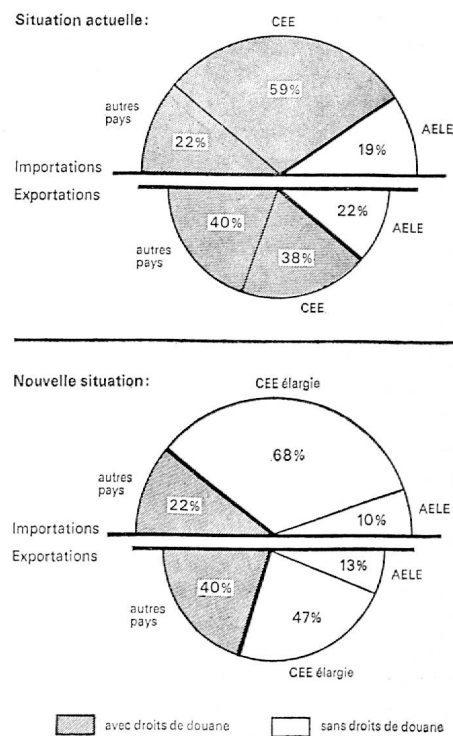 Situation actuelle:
CEE
59%
autres
pays
22%
AELE
19%
Importations
Exportations
22%
AELE
40%
autres
pays
38%
CEE
Nouvelle situation:
CEE élargie
68%
autres
pays
22%
AELE
10%
Importations
Exportations
13%
AELE
40%
autres
pays
47%
CEE élargie
avec droits de douane
sans droits de douane